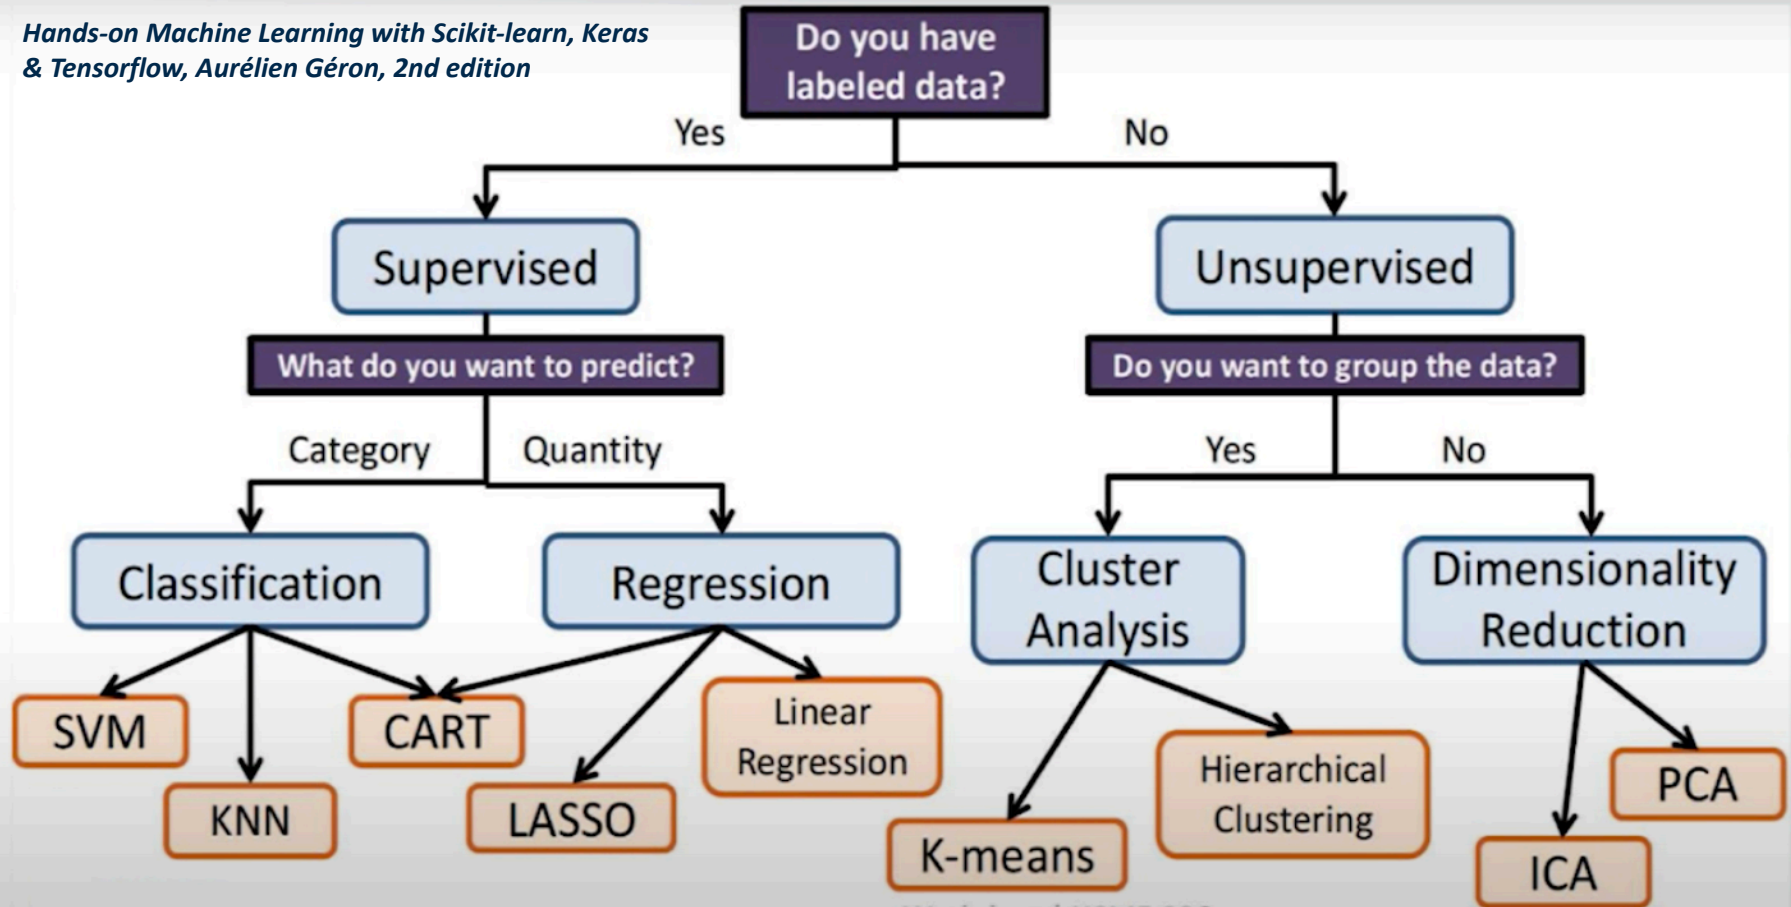 Hands-on Machine Learning with Scikit-learn, Keras
& Tensorflow, Aurélien Géron, 2nd edition
Do you have
labeled data?
Yes
No
Supervised
Unsupervised
What do you want to predict?
Do you want to group the data?
Category
Quantity
Yes
No
Classification
Regression
Cluster
Analysis
Dimensionality
Reduction
SVM
CART
Linear
Regression
KNN
LASSO
Hierarchical
Clustering
PCA
K-means
ICA